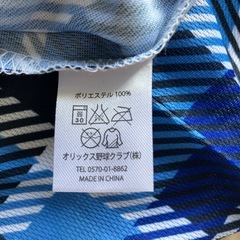 ポリエステル 100%
弱
30
オリックス野球クラブ(株)
TEL 0570-01-8862
MADE IN CHINA